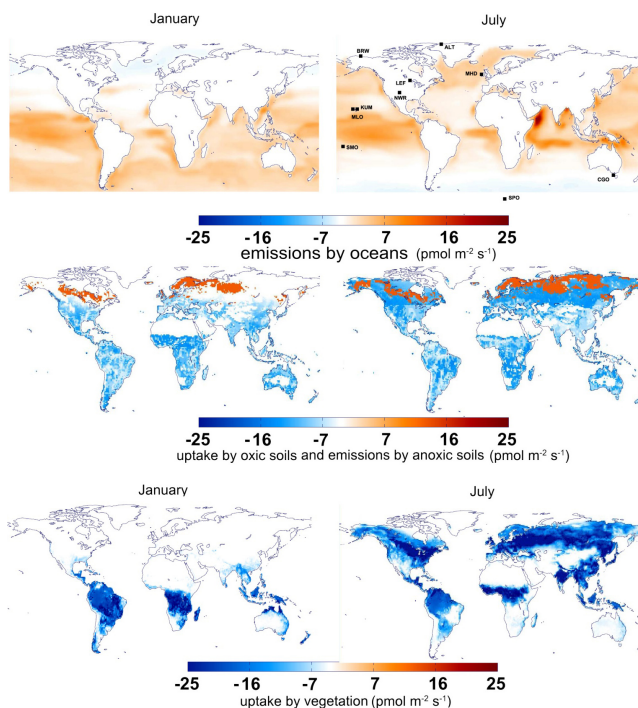 January July
BRW ALT
MHD
LEF
NWR
KUM
MLO
SMO
CGO
SPO
-25 -16 -7 7 16 25
emissions by oceans (pmol m⁻² s⁻¹)
-25 -16 -7 7 16 25
uptake by oxic soils and emissions by anoxic soils (pmol m⁻² s⁻¹)
January July
-25 -16 -7 7 16 25
uptake by vegetation (pmol m⁻² s⁻¹)